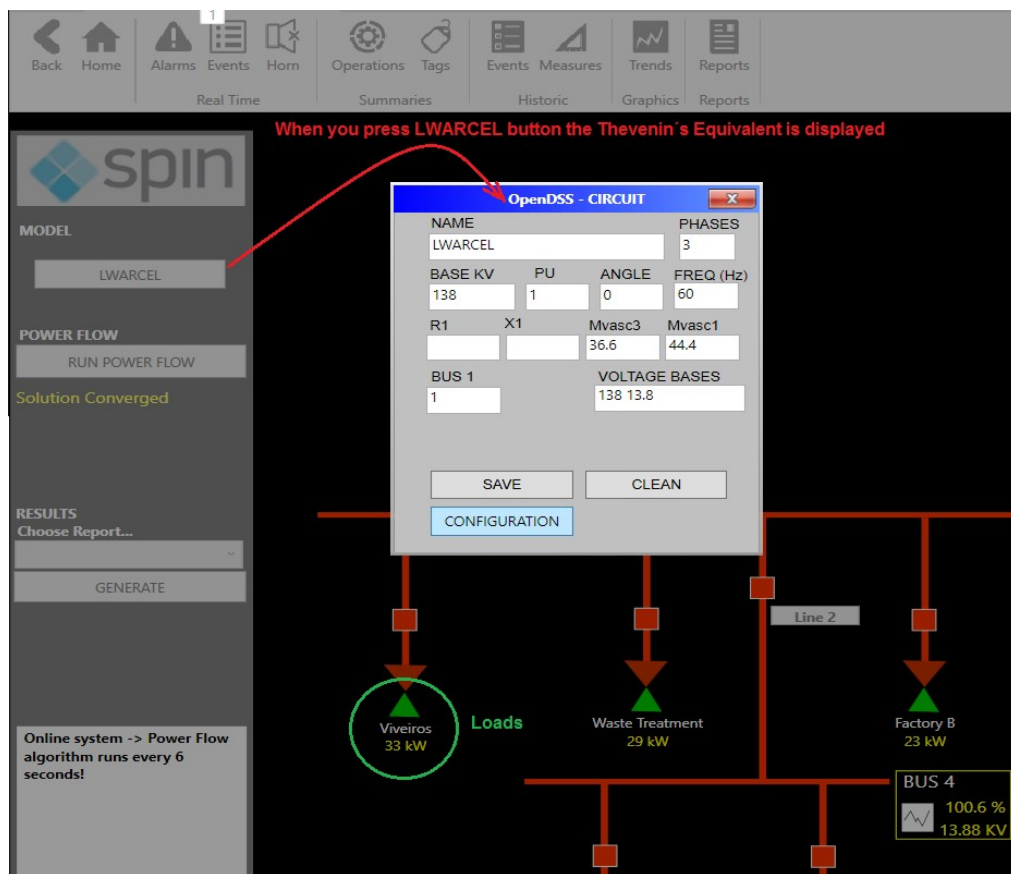 1
Back Home Alarms Events Horn Operations Tags Events Measures Trends Reports
Real Time Summaries Historic Graphics Reports
When you press LWARCEL button the Thevenin´s Equivalent is displayed
spin
MODEL
LWARCEL
POWER FLOW
RUN POWER FLOW
Solution Converged
RESULTS
Choose Report...
GENERATE
Online system -> Power Flow
algorithm runs every 6
seconds!
OpenDSS - CIRCUIT
X
NAME PHASES
LWARCEL 3
BASE KV PU ANGLE FREQ (Hz)
138 1 0 60
R1 X1 Mvasc3 Mvasc1
36.6 44.4
BUS 1 VOLTAGE BASES
1 138 13.8
SAVE CLEAN
CONFIGURATION
Line 2
Loads
Viveiros
33 kW
Waste Treatment
29 kW
Factory B
23 kW
BUS 4
100.6 %
13.88 KV